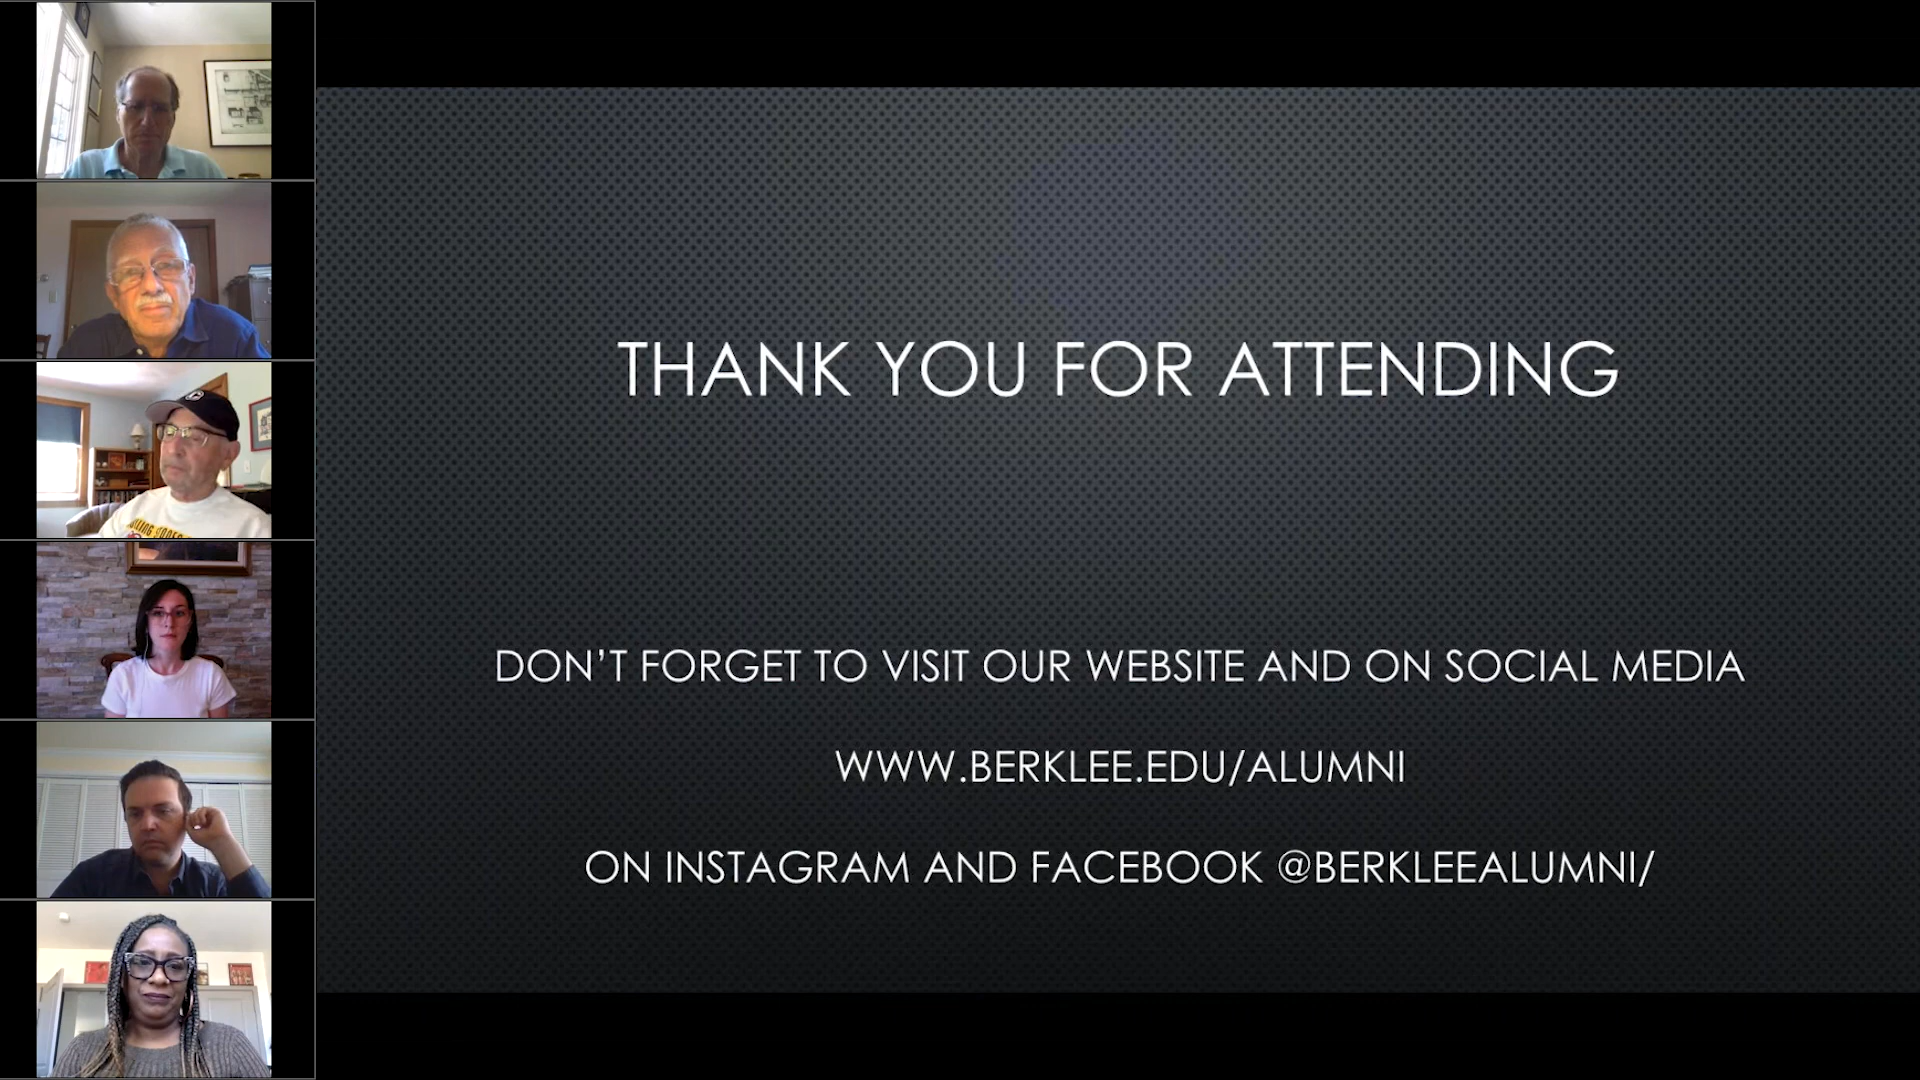 THANK YOU FOR ATTENDING
DON'T FORGET TO VISIT OUR WEBSITE AND ON SOCIAL MEDIA
WWW.BERKLEE.EDU/ALUMNI
ON INSTAGRAM AND FACEBOOK @BERKLEEALUMNI/